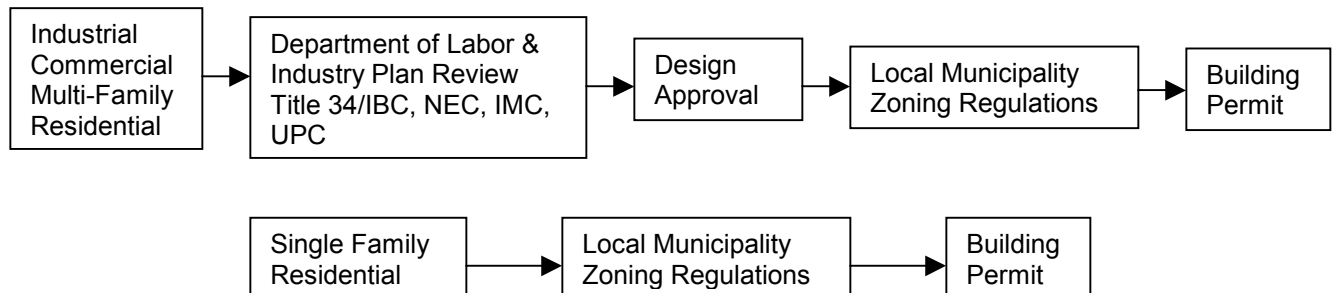 Industrial
Commercial
Multi-Family
Residential
Department of Labor &
Industry Plan Review
Title 34/IBC, NEC, IMC,
UPC
Design
Approval
Local Municipality
Zoning Regulations
Building
Permit
Single Family
Residential
Local Municipality
Zoning Regulations
Building
Permit